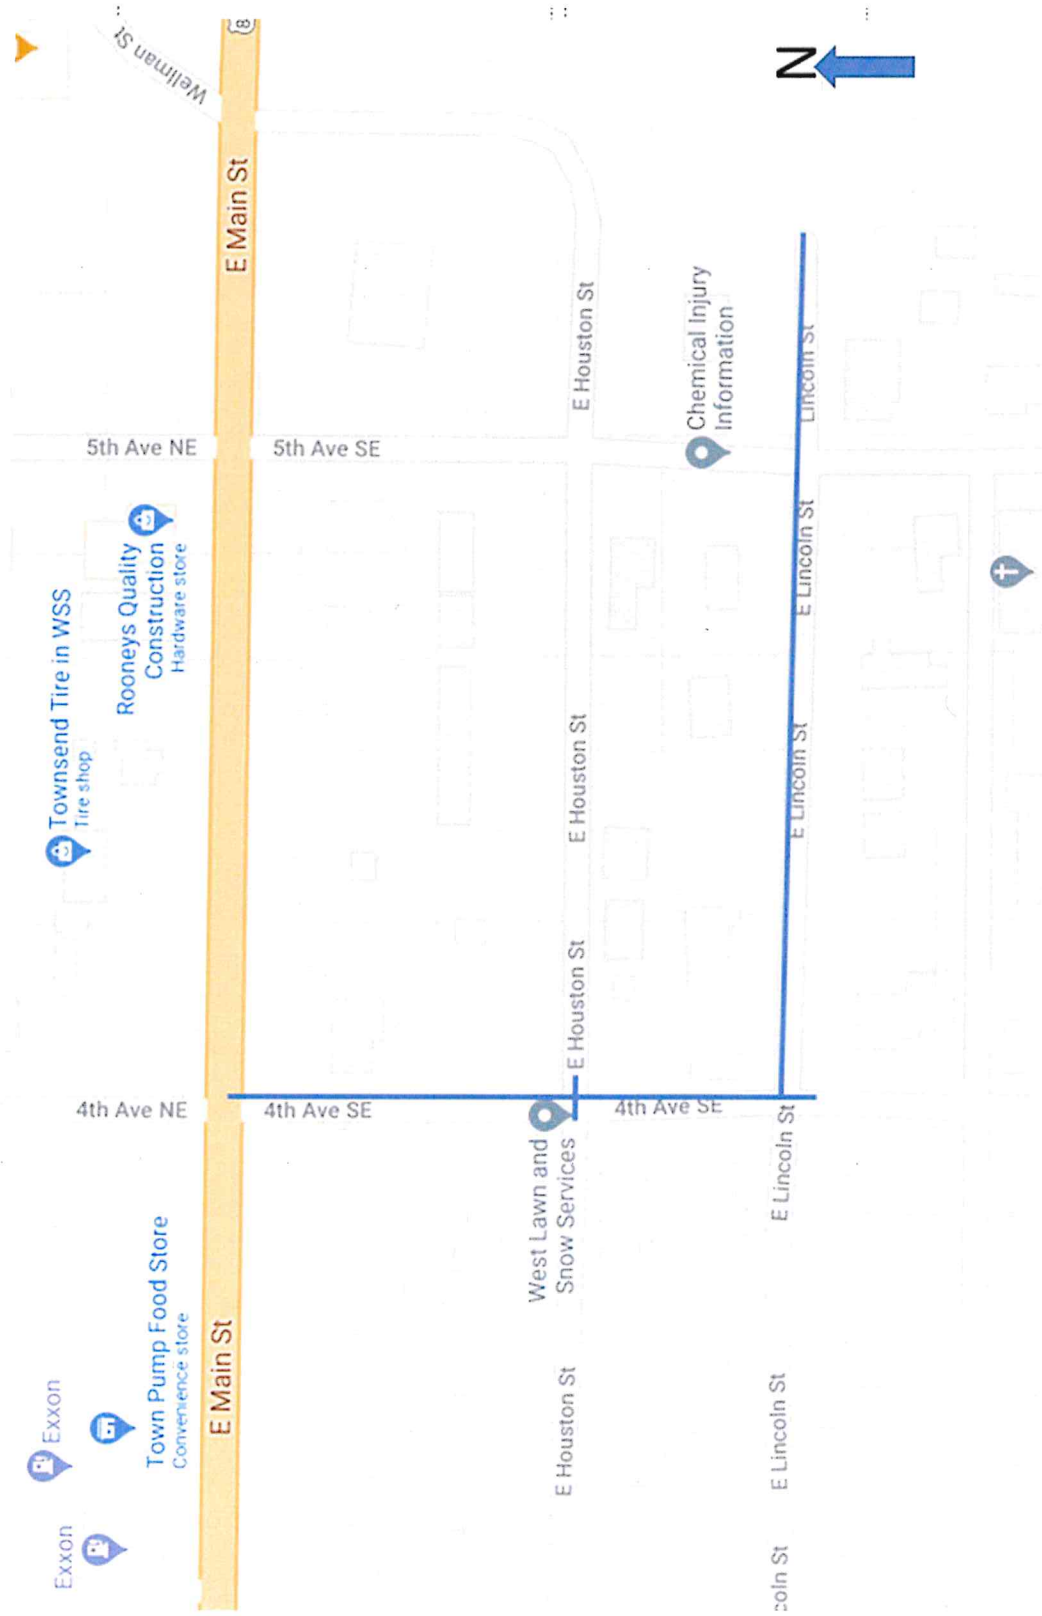 Wellman St
8
N
E Main St
E Houston St
Chemical Injury
Information
Lincoln St
5th Ave NE
5th Ave SE
Rooneys Quality
Construction
Hardware store
E Lincoln St
Townsend Tire in WSS
Tire shop
E Houston St
E Lincoln St
E Houston St
4th Ave NE
4th Ave SE
4th Ave SE
West Lawn and
Snow Services
E Lincoln St
Town Pump Food Store
Convenience store
E Main St
Exxon
E Houston St
E Lincoln St
Exxon
coln St